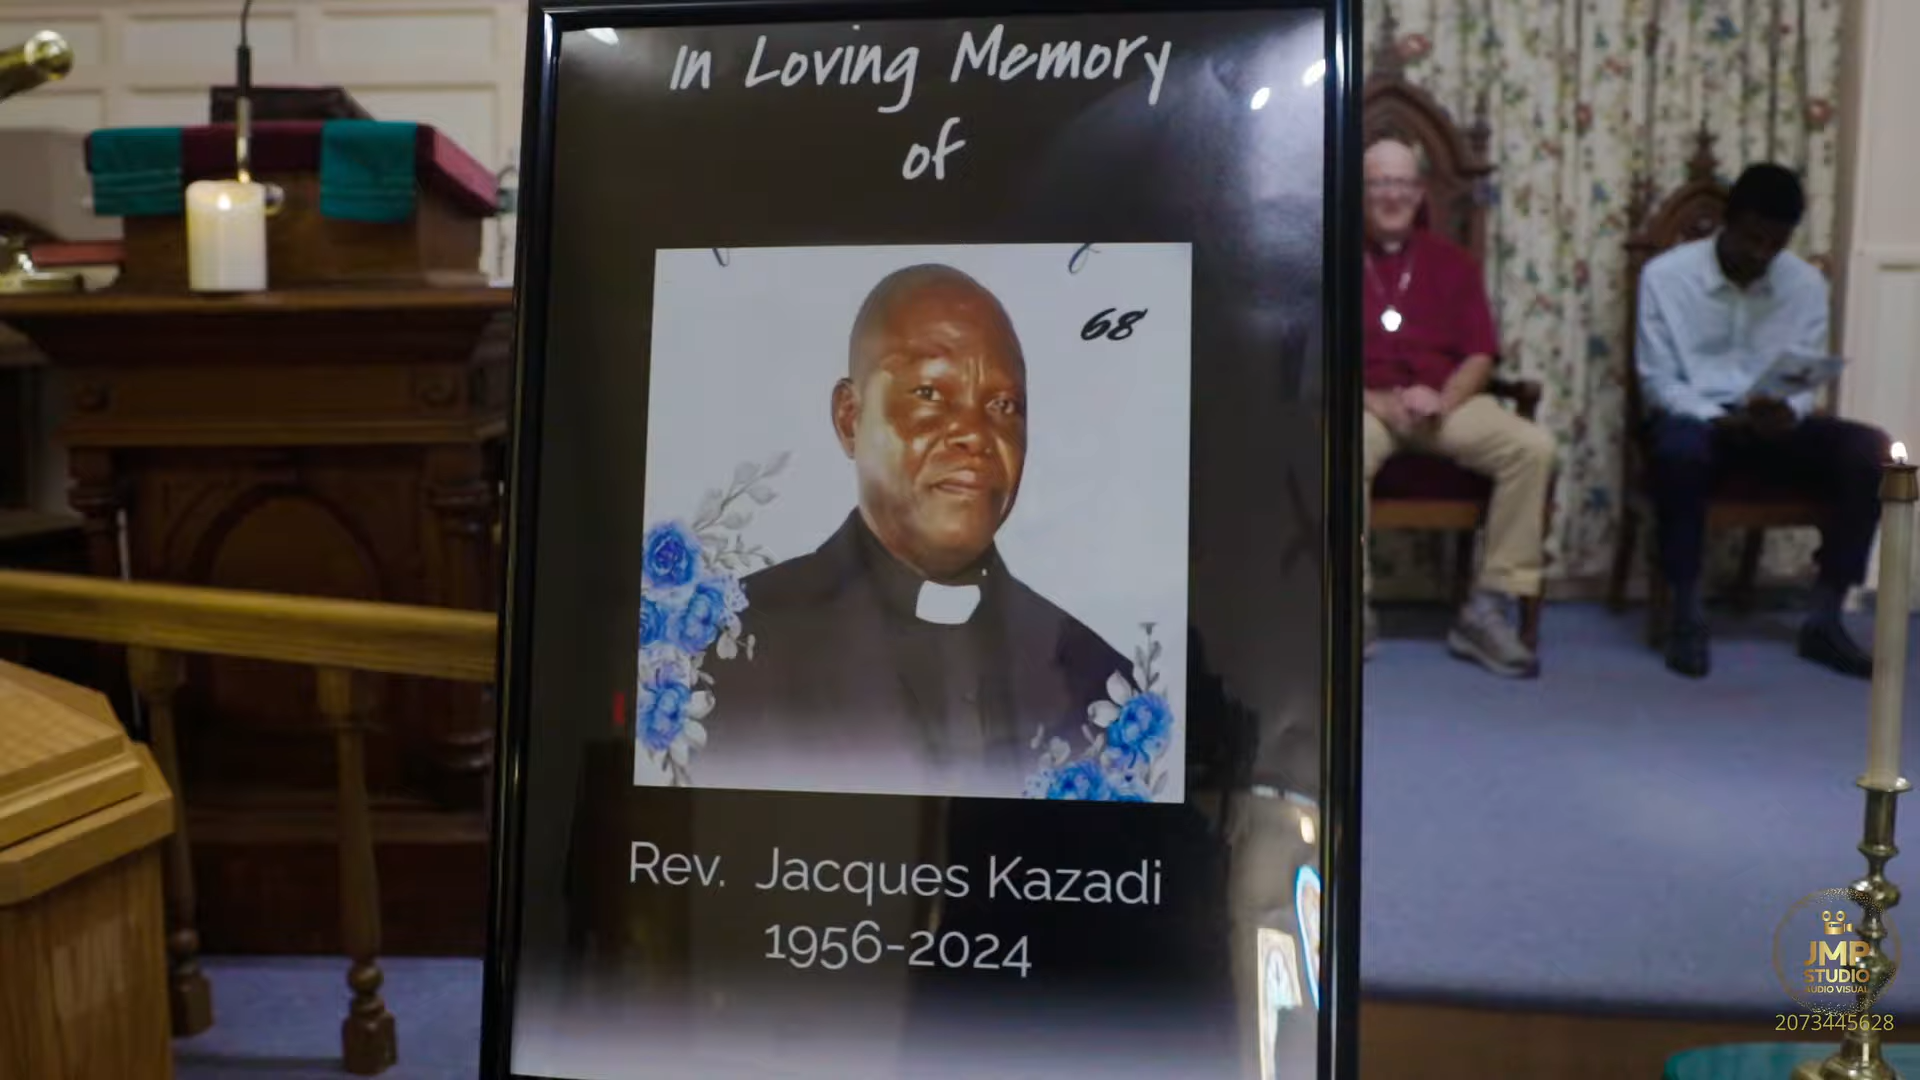 In Loving Memory
of
68
Rev. Jacques Kazadi
1956-2024
JMP
STUDIO
AUDIO VISUAL
2073445628